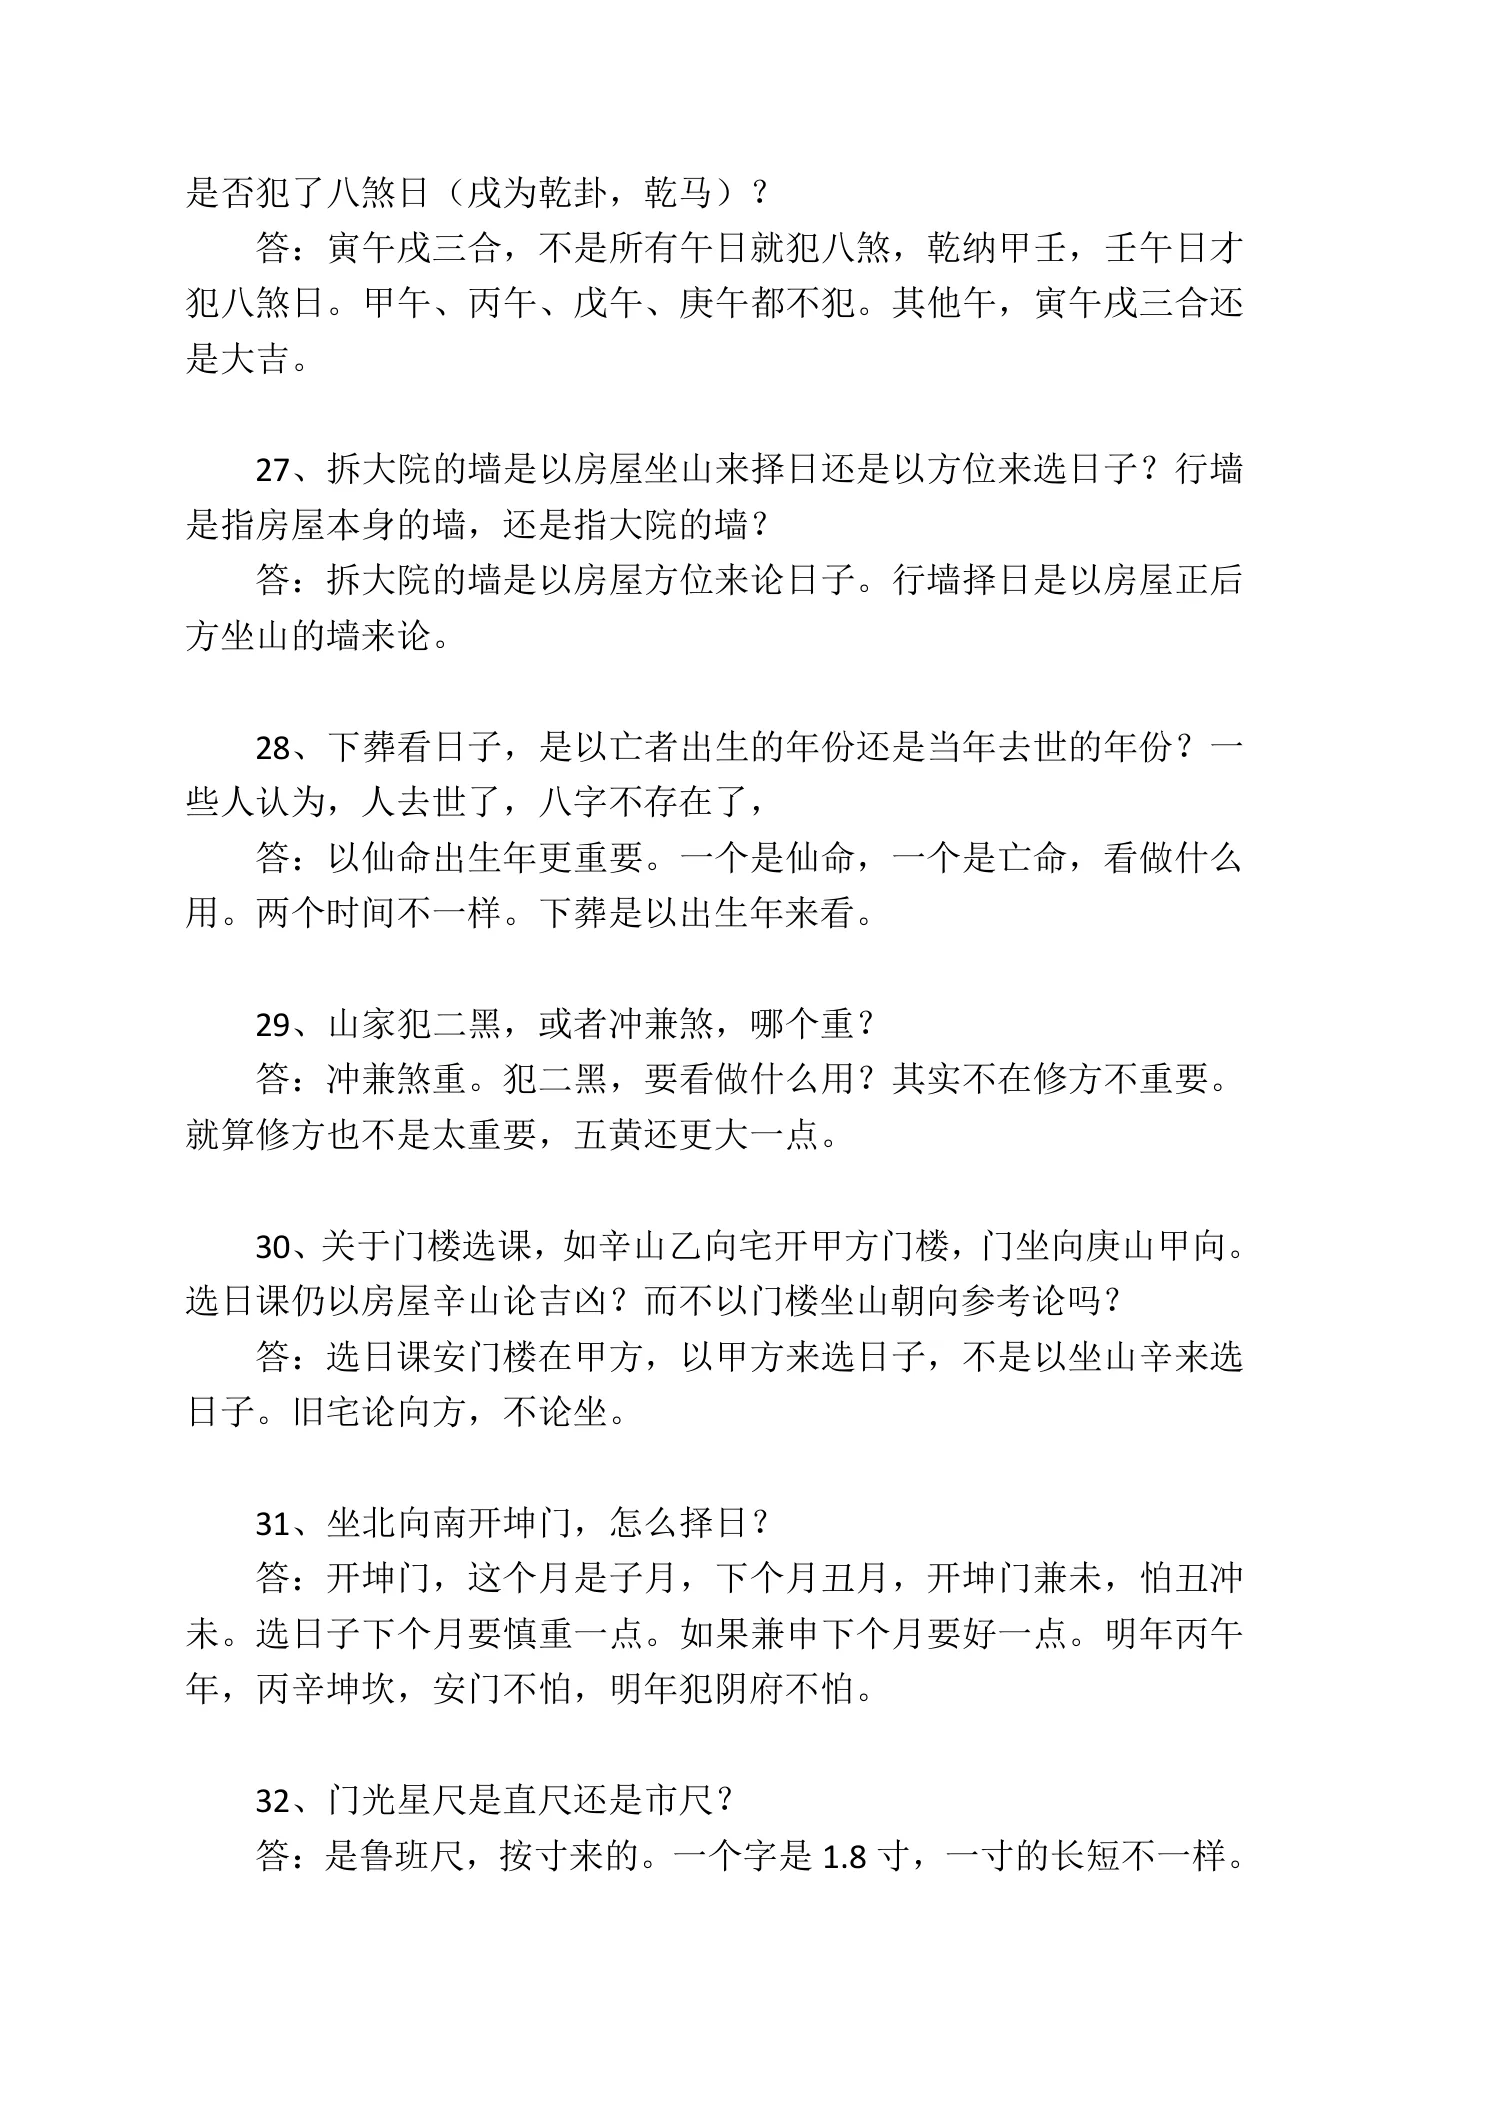 是否犯了八煞日（戌为乾卦，乾马）？
答：寅午戌三合，不是所有午日就犯八煞，乾纳甲壬，壬午日才
犯八煞日。甲午、丙午、戊午、庚午都不犯。其他午，寅午戌三合还
是大吉。
27、拆大院的墙是以房屋坐山来择日还是以方位来选日子？行墙
是指房屋本身的墙，还是指大院的墙？
答：拆大院的墙是以房屋方位来论日子。行墙择日是以房屋正后
方坐山的墙来论。
28、下葬看日子，是以亡者出生的年份还是当年去世的年份？一
些人认为，人去世了，八字不存在了，
答：以仙命出生年更重要。一个是仙命，一个是亡命，看做什么
用。两个时间不一样。下葬是以出生年来看。
29、山家犯二黑，或者冲兼煞，哪个重？
答：冲兼煞重。犯二黑，要看做什么用？其实不在修方不重要。
就算修方也不是太重要，五黄还更大一点。
30、关于门楼选课，如辛山乙向宅开甲方门楼，门坐向庚山甲向。
选日课仍以房屋辛山论吉凶？而不以门楼坐山朝向参考论吗？
答：选日课安门楼在甲方，以甲方来选日子，不是以坐山辛来选
日子。旧宅论向方，不论坐。
31、坐北向南开坤门，怎么择日？
答：开坤门，这个月是子月，下个月丑月，开坤门兼未，怕丑冲
未。选日子下个月要慎重一点。如果兼申下个月要好一点。明年丙午
年，丙辛坤坎，安门不怕，明年犯阴府不怕。
32、门光星尺是直尺还是市尺？
答：是鲁班尺，按寸来的。一个字是 1.8 寸，一寸的长短不一样。